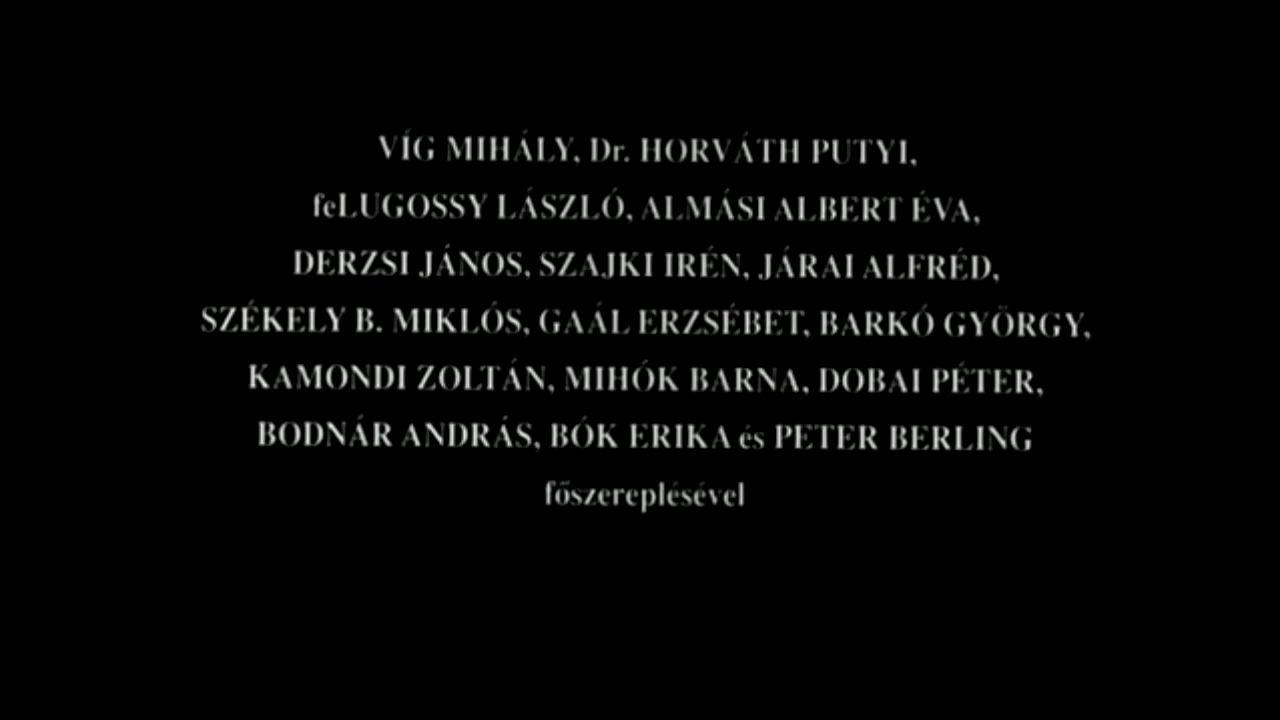 VÍG MIHÁLY, Dr. HORVÁTH PUTYI,
feLUGOSSY LÁSZLÓ, ALMÁSI ALBERT ÉVA,
DERZSI JÁNOS, SZAJKI IRÉN, JÁRAI ALFRÉD,
SZÉKELY B. MIKLÓS, GAÁL ERZSÉBET, BARKÓ GYÖRGY,
KAMONDI ZOLTÁN, MIHÓK BARNA, DOBAI PÉTER,
BODNÁR ANDRÁS, BÓK ERIKA és PETER BERLING
főszereplésével